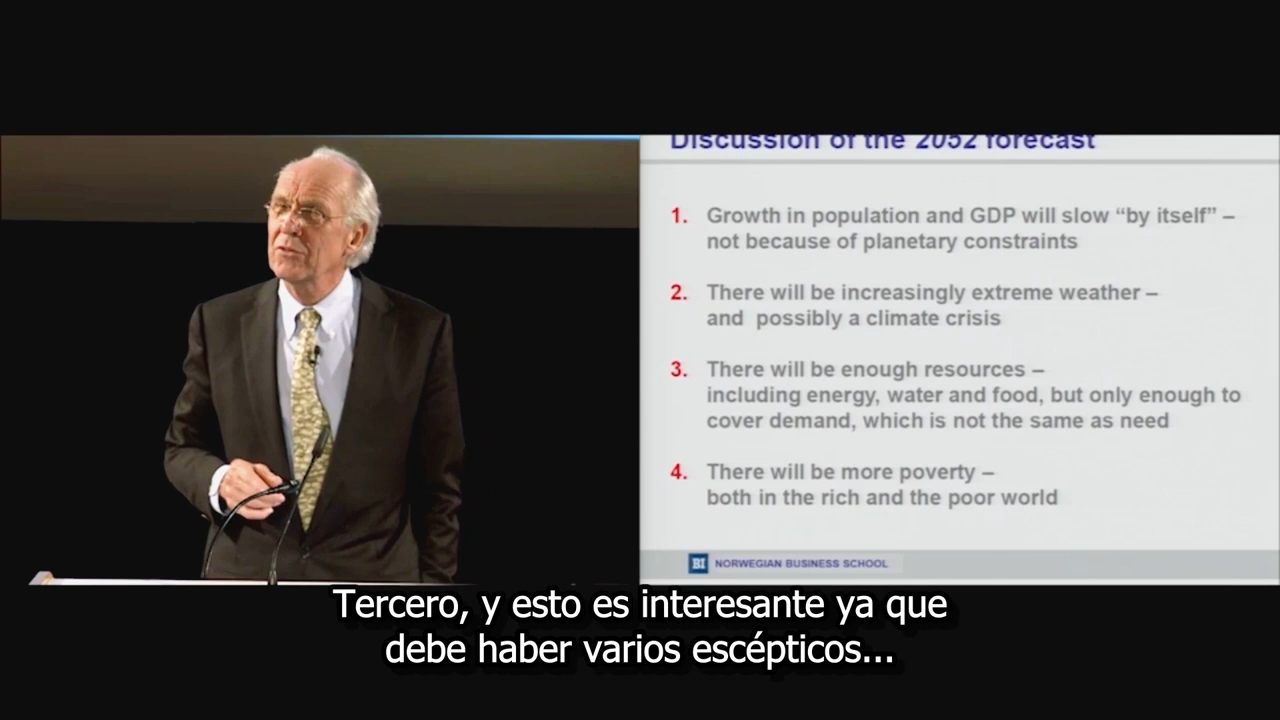 Discussion of the 2052 forecast
1. Growth in population and GDP will slow “by itself” –
not because of planetary constraints
2. There will be increasingly extreme weather –
and possibly a climate crisis
3. There will be enough resources –
including energy, water and food, but only enough to
cover demand, which is not the same as need
4. There will be more poverty –
both in the rich and the poor world
BI NORWEGIAN BUSINESS SCHOOL
Tercero, y esto es interesante ya que
debe haber varios escépticos...